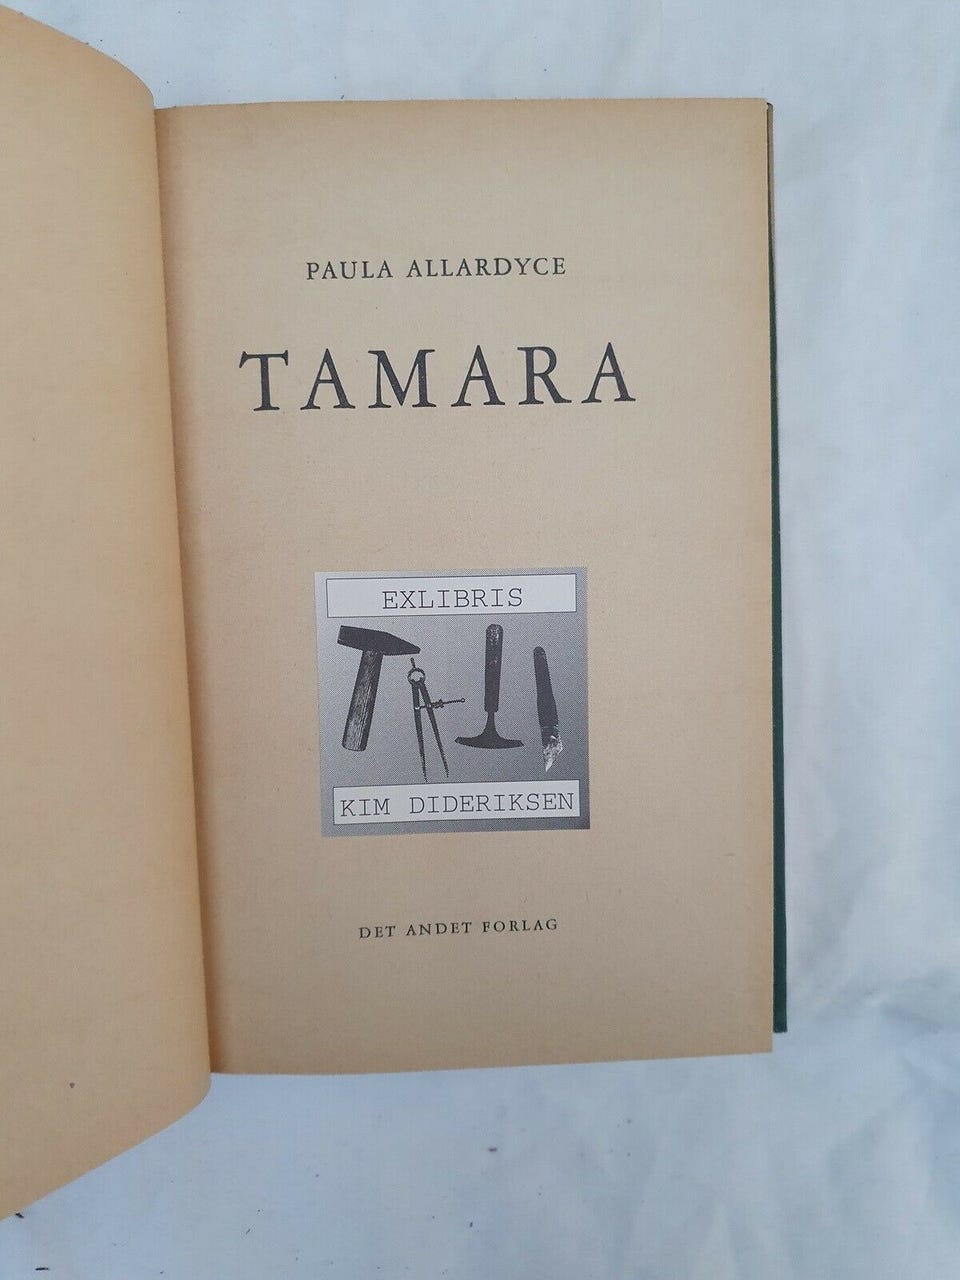 PAULA ALLARDYCE
TAMARA
EXLIBRIS
KIM DIDERIKSEN
DET ANDET FORLAG